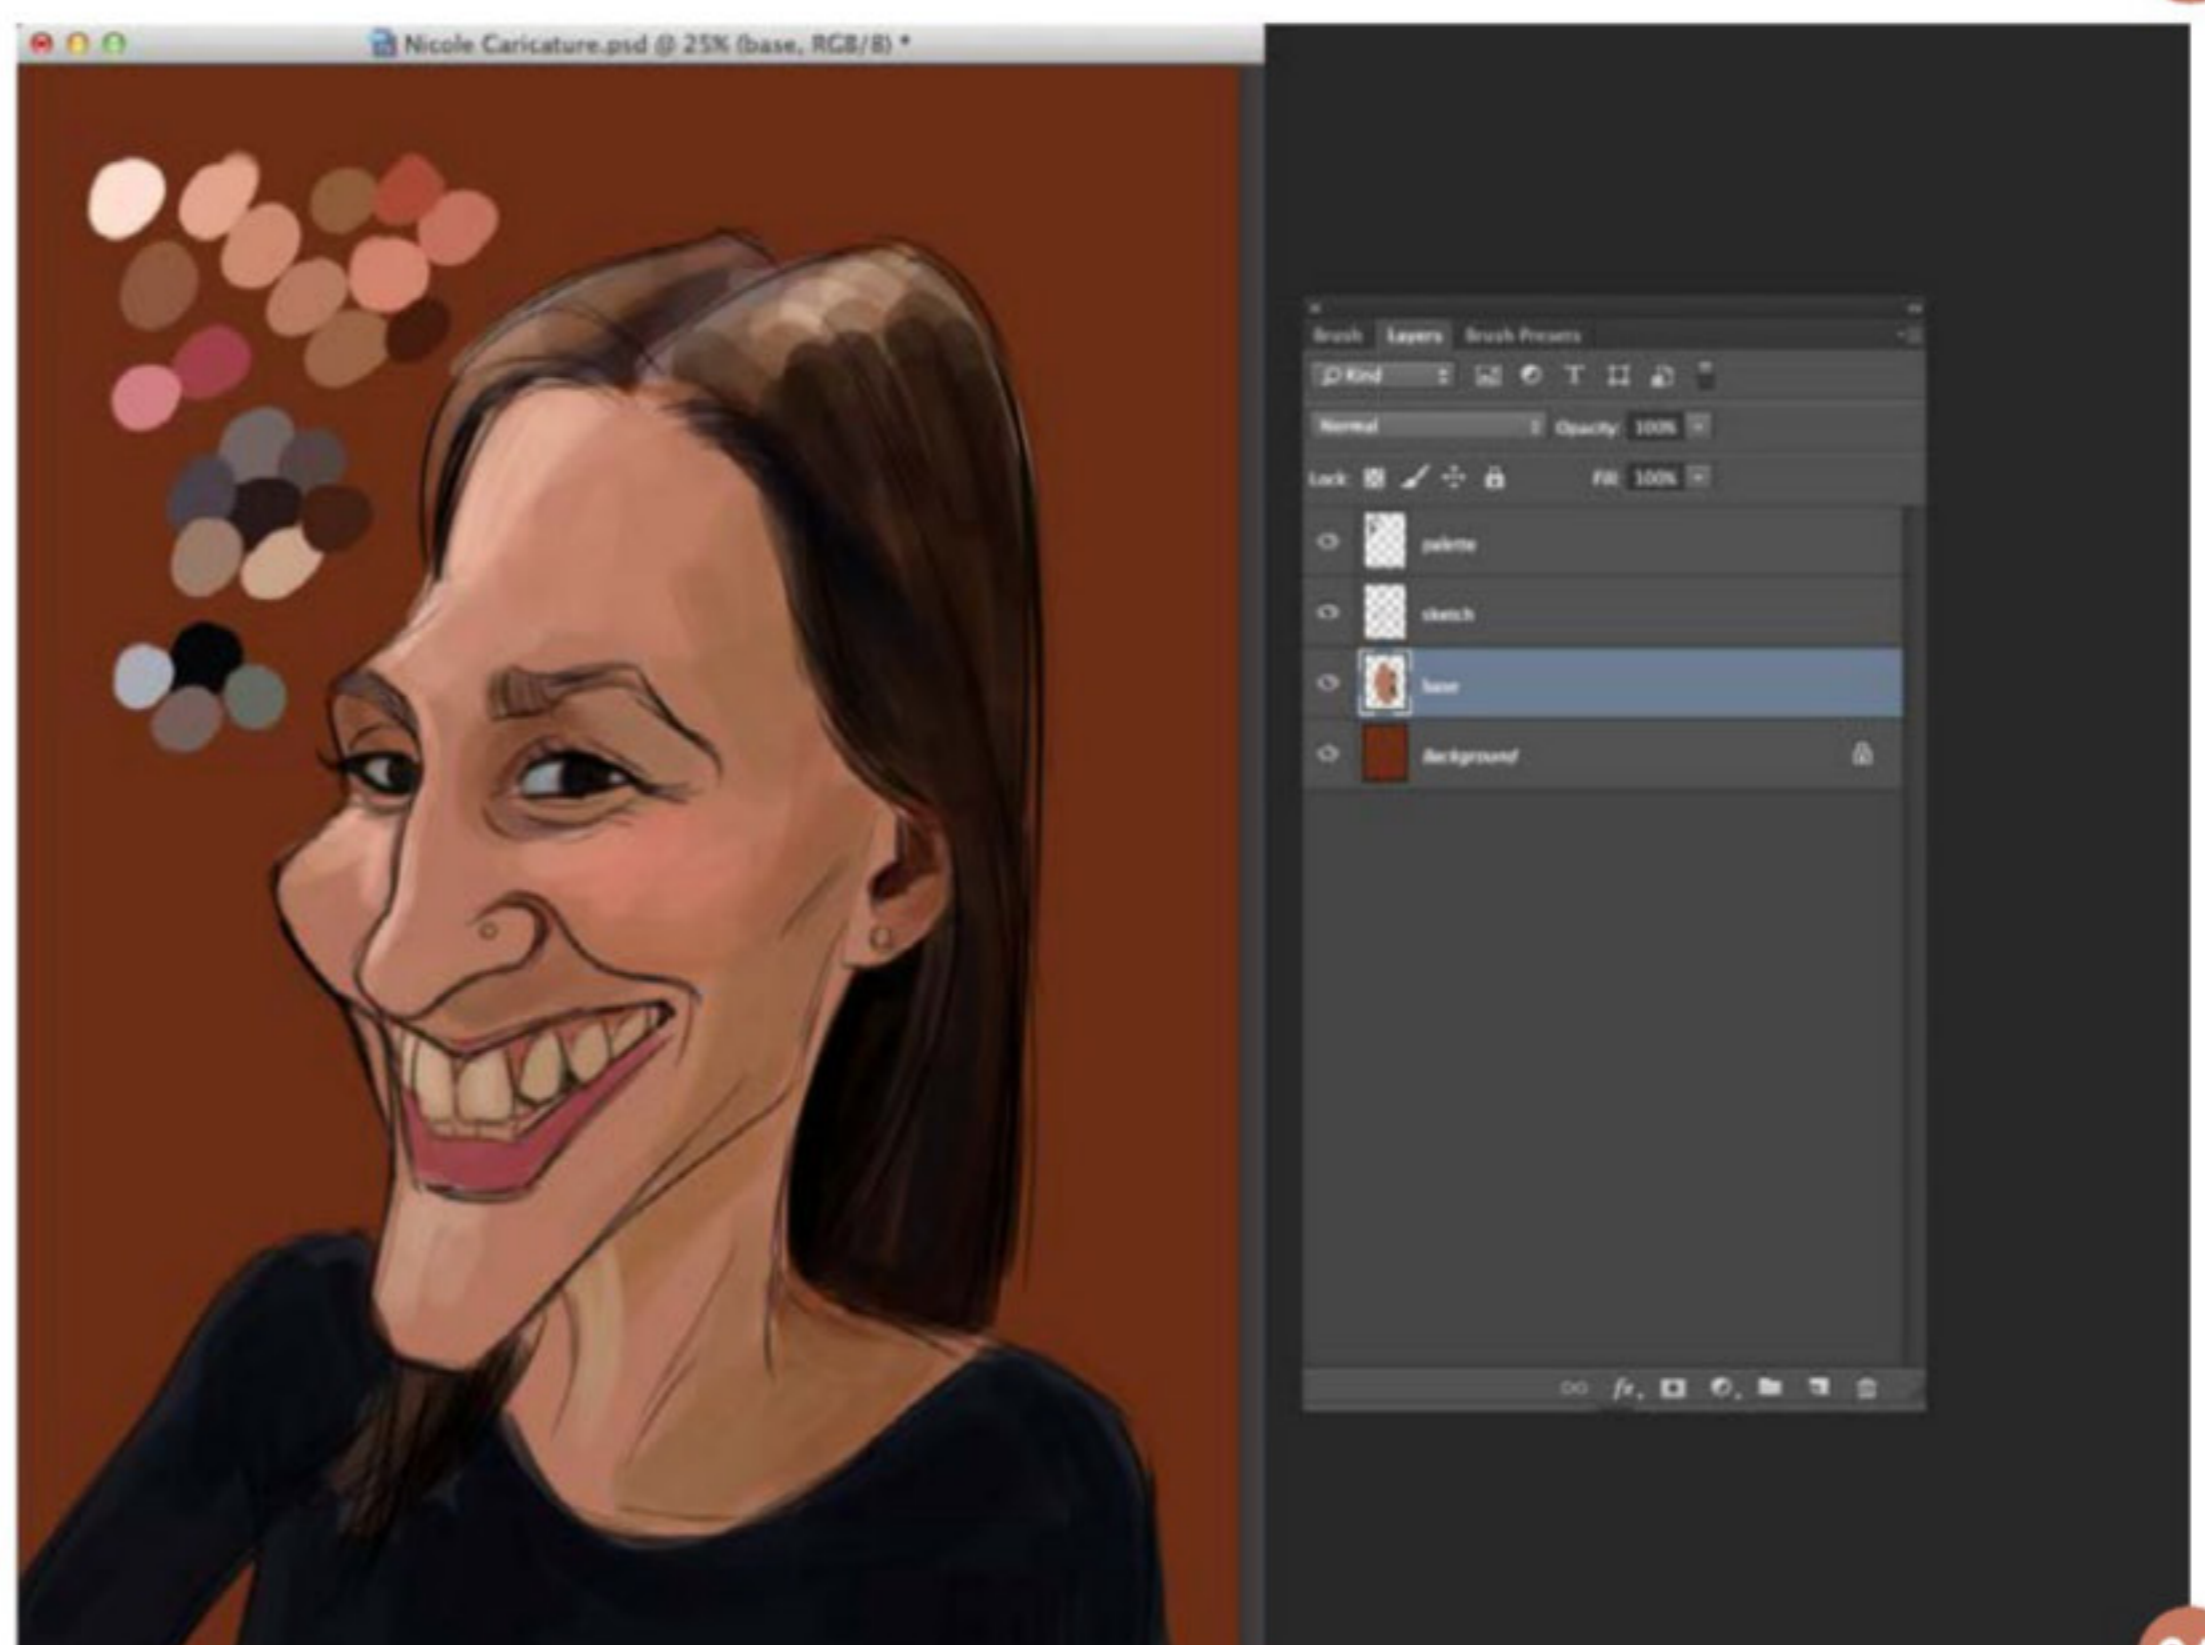 Nicole Caricature.psd @ 25% (base, RGB/8) *
Brush Layers Brush Presets
Kind
Normal Opacity: 100%
Lock: Fill: 100%
palette
sketch
base
Background
fx